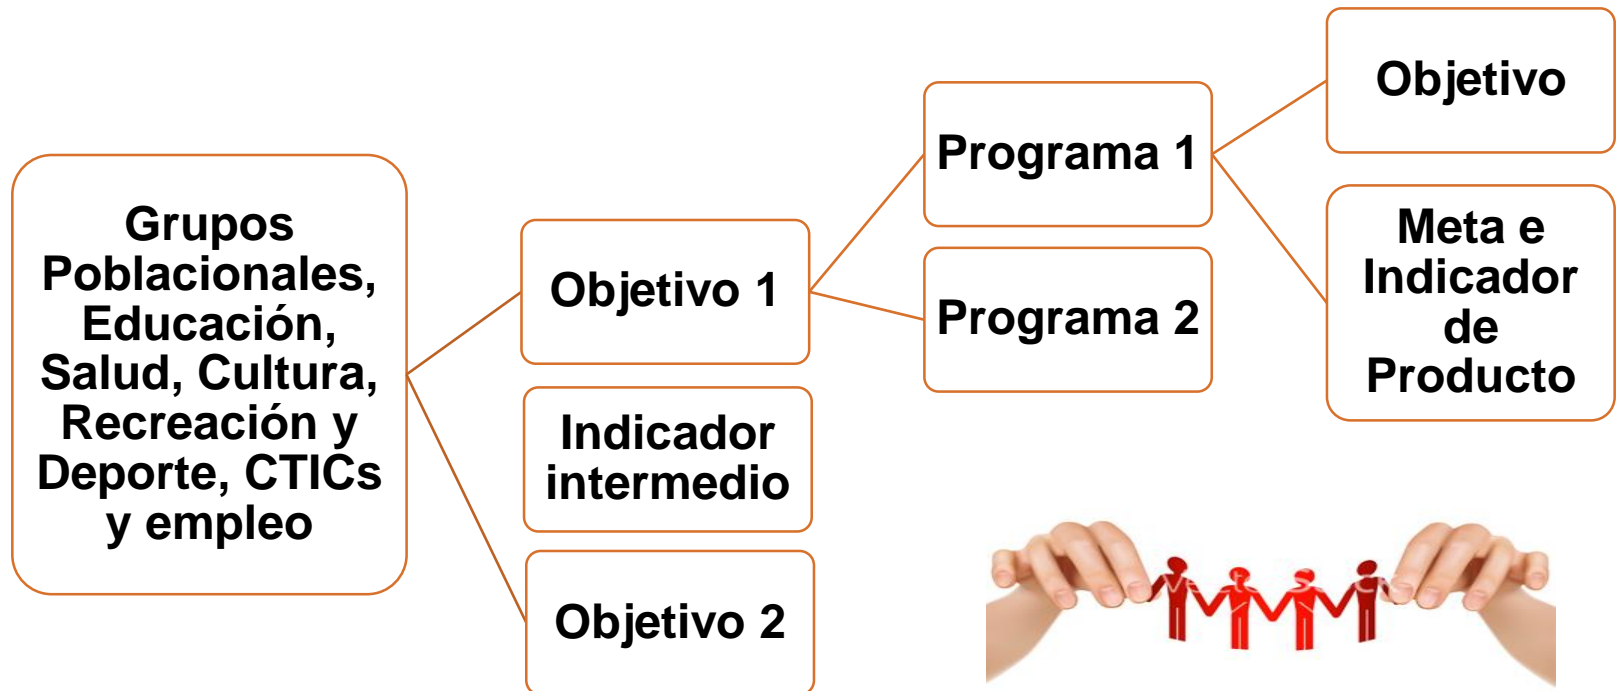 Grupos
Poblacionales,
Educación,
Salud, Cultura,
Recreación y
Deporte, CTICs
y empleo
Objetivo 1
Indicador
intermedio
Objetivo 2
Programa 1
Programa 2
Objetivo
Meta e
Indicador
de
Producto